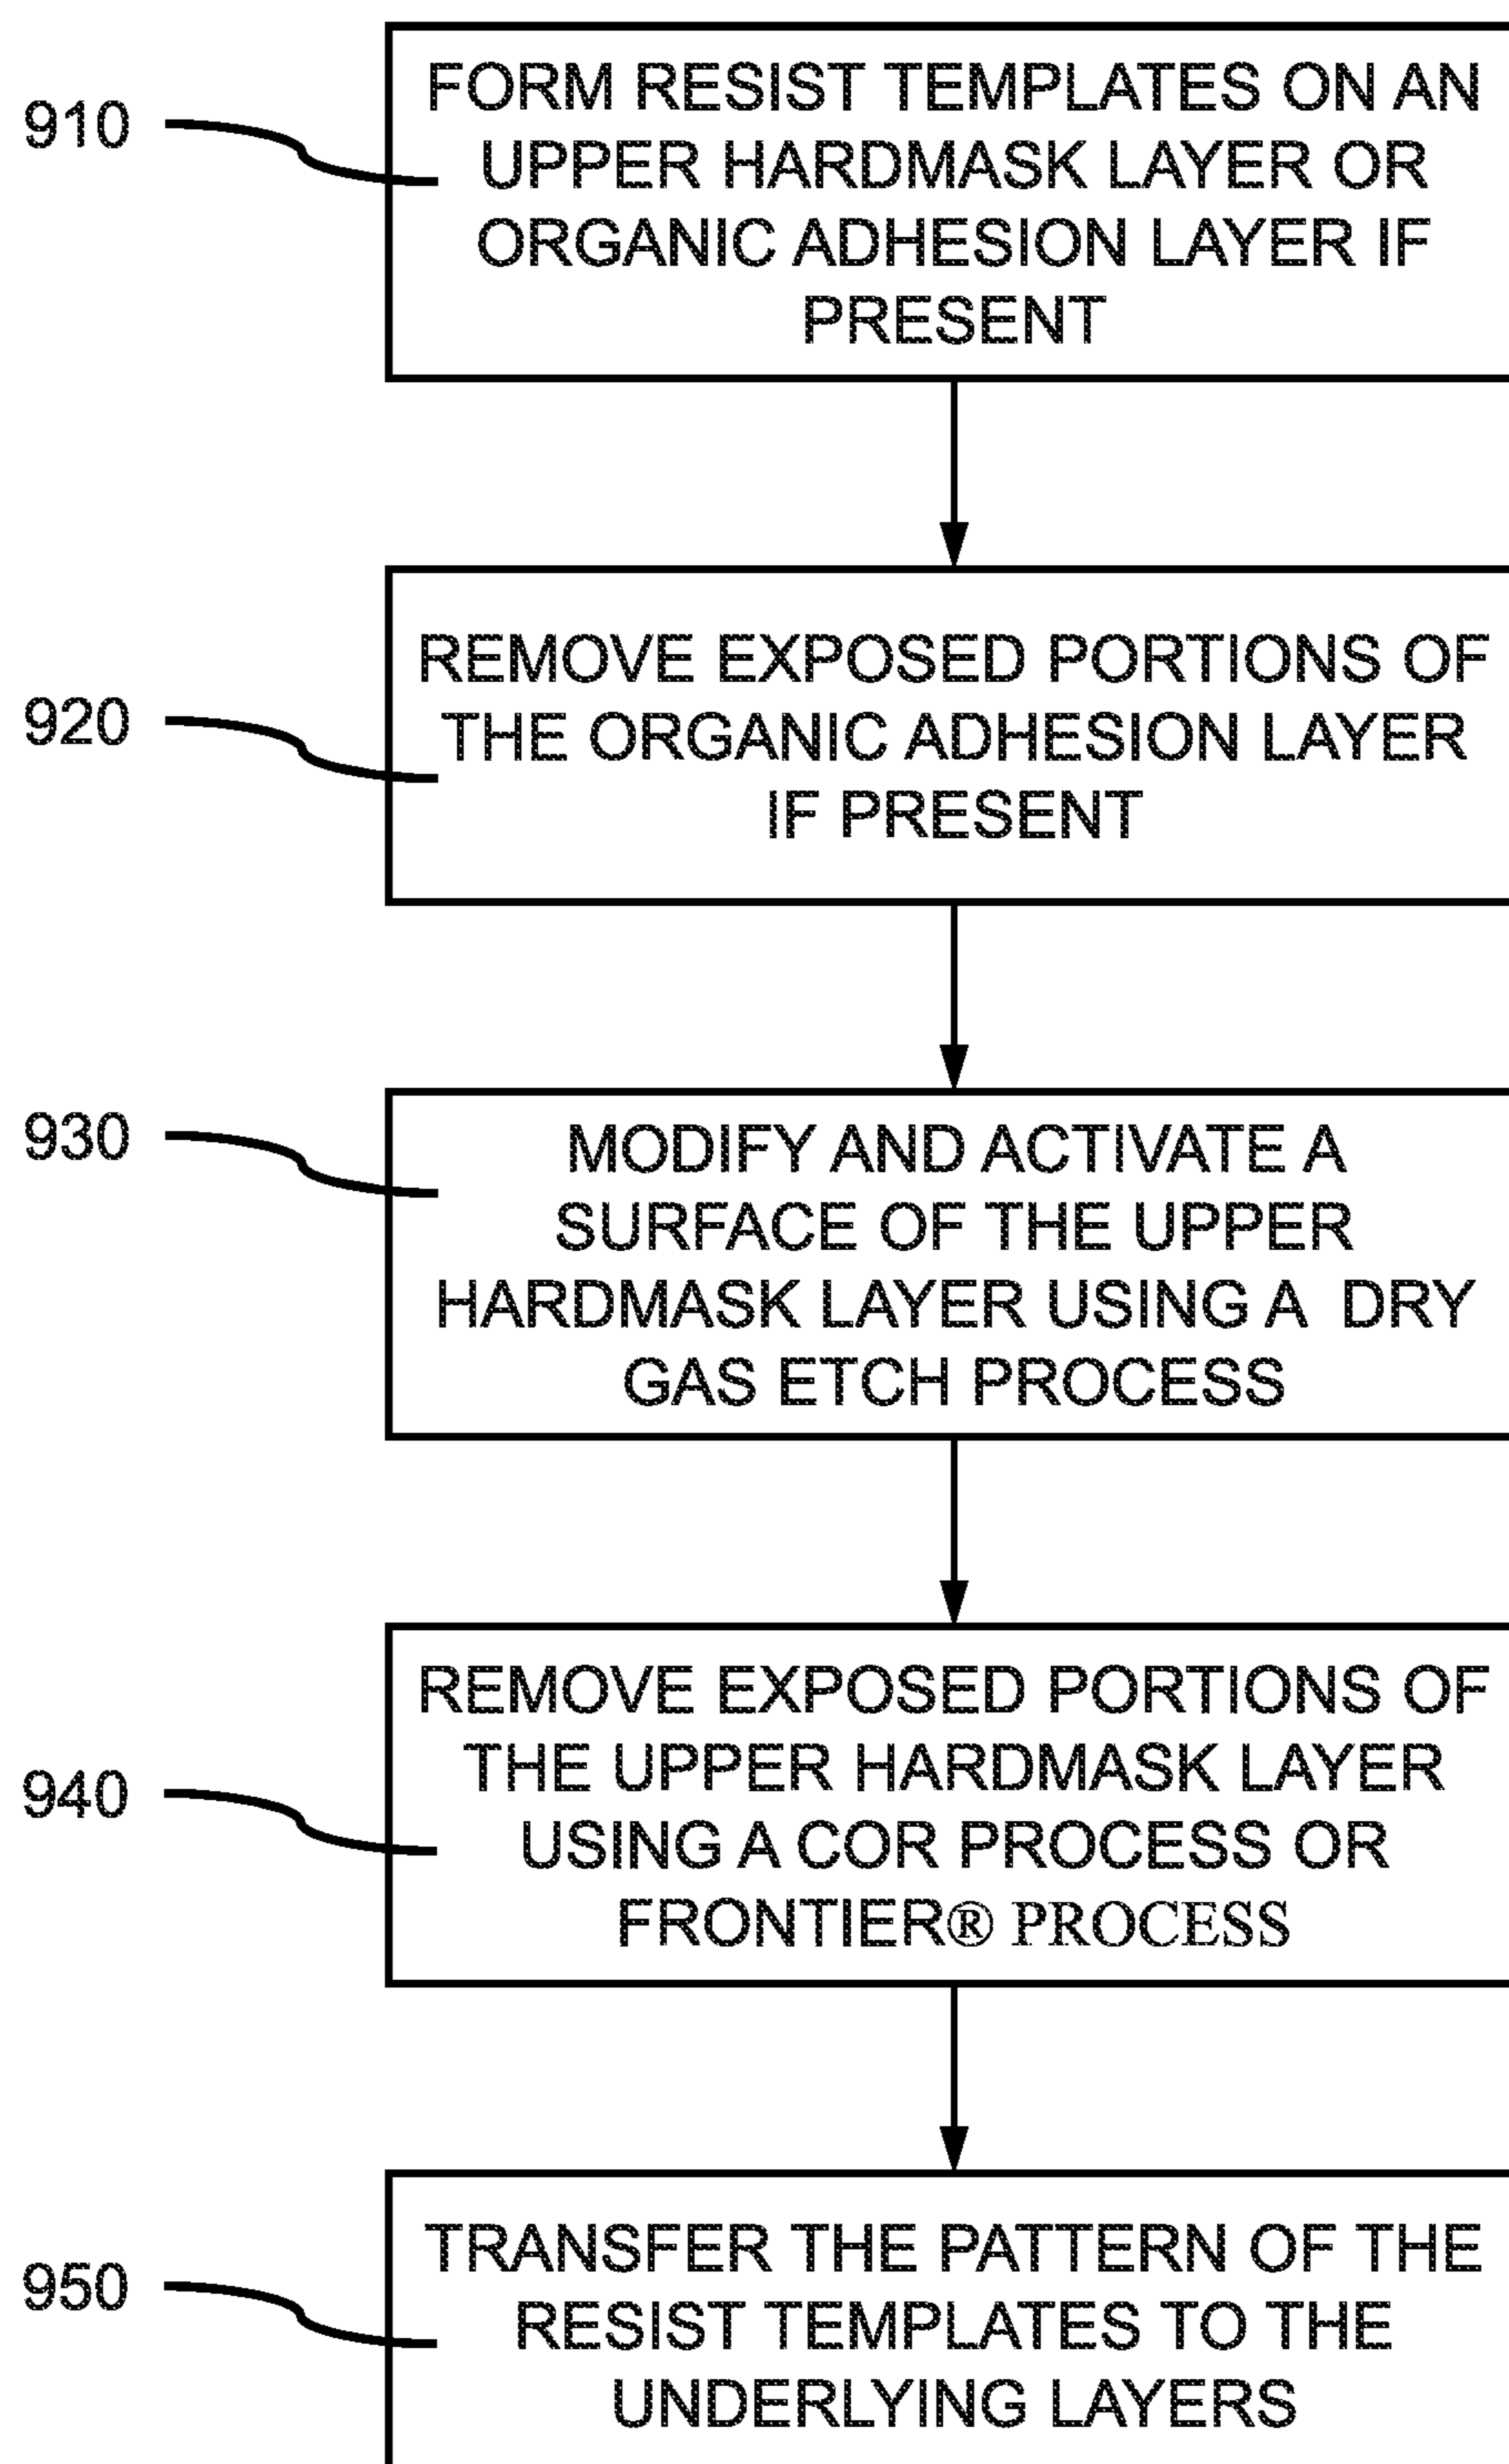 910
FORM RESIST TEMPLATES ON AN
UPPER HARDMASK LAYER OR
ORGANIC ADHESION LAYER IF
PRESENT
920
REMOVE EXPOSED PORTIONS OF
THE ORGANIC ADHESION LAYER
IF PRESENT
930
MODIFY AND ACTIVATE A
SURFACE OF THE UPPER
HARDMASK LAYER USING A DRY
GAS ETCH PROCESS
940
REMOVE EXPOSED PORTIONS OF
THE UPPER HARDMASK LAYER
USING A COR PROCESS OR
FRONTIER® PROCESS
950
TRANSFER THE PATTERN OF THE
RESIST TEMPLATES TO THE
UNDERLYING LAYERS